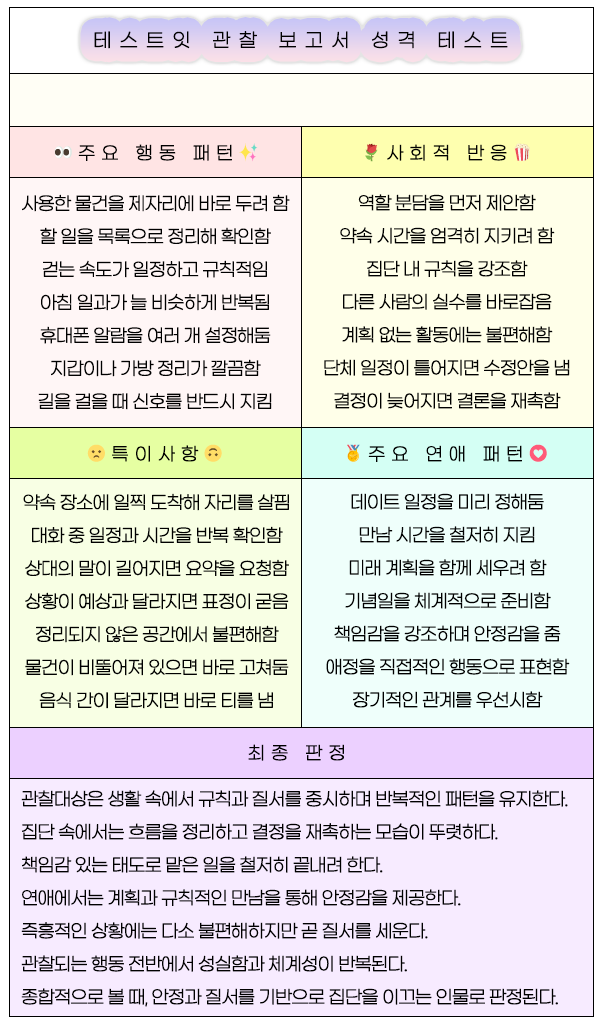 테스트잇 관찰 보고서 성격 테스트
👀주요 행동 패턴✨
사용한 물건을 제자리에 바로 두려 함
할 일을 목록으로 정리해 확인함
걷는 속도가 일정하고 규칙적임
아침 일과가 늘 비슷하게 반복됨
휴대폰 알람을 여러 개 설정해둠
지갑이나 가방 정리가 깔끔함
길을 걸을 때 신호를 반드시 지킴
🌹사회적 반응🍿
역할 분담을 먼저 제안함
약속 시간을 엄격히 지키려 함
집단 내 규칙을 강조함
다른 사람의 실수를 바로잡음
계획 없는 활동에는 불편해함
단체 일정이 틀어지면 수정안을 냄
결정이 늦어지면 결론을 재촉함
🙁특이사항🙃
약속 장소에 일찍 도착해 자리를 살핌
대화 중 일정과 시간을 반복 확인함
상대의 말이 길어지면 요약을 요청함
상황이 예상과 달라지면 표정이 굳음
정리되지 않은 공간에서 불편해함
물건이 비뚤어져 있으면 바로 고쳐둠
음식 간이 달라지면 바로 티를 냄
🏅주요 연애 패턴💟
데이트 일정을 미리 정해둠
만남 시간을 철저히 지킴
미래 계획을 함께 세우려 함
기념일을 체계적으로 준비함
책임감을 강조하며 안정감을 줌
애정을 직접적인 행동으로 표현함
장기적인 관계를 우선시함
최종 판정
관찰대상은 생활 속에서 규칙과 질서를 중시하며 반복적인 패턴을 유지한다.
집단 속에서는 흐름을 정리하고 결정을 재촉하는 모습이 뚜렷하다.
책임감 있는 태도로 맡은 일을 철저히 끝내려 한다.
연애에서는 계획과 규칙적인 만남을 통해 안정감을 제공한다.
즉흥적인 상황에는 다소 불편해하지만 곧 질서를 세운다.
관찰되는 행동 전반에서 성실함과 체계성이 반복된다.
종합적으로 볼 때, 안정과 질서를 기반으로 집단을 이끄는 인물로 판정된다.